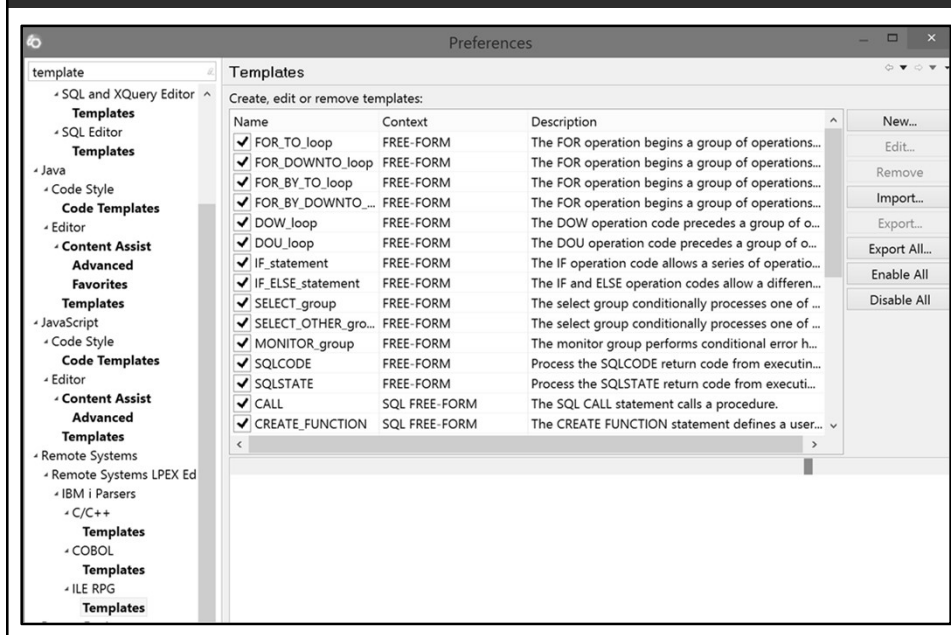 Preferences
template
SQL and XQuery Editor
Templates
SQL Editor
Templates
Java
Code Style
Code Templates
Editor
Content Assist
Advanced
Favorites
Templates
JavaScript
Code Style
Code Templates
Editor
Content Assist
Advanced
Templates
Remote Systems
Remote Systems LPEX Ed
IBM i Parsers
C/C++
Templates
COBOL
Templates
ILE RPG
Templates
Templates
Create, edit or remove templates:
Name Context Description
FOR_TO_loop FREE-FORM The FOR operation begins a group of operations...
FOR_DOWNTO_loop FREE-FORM The FOR operation begins a group of operations...
FOR_BY_TO_loop FREE-FORM The FOR operation begins a group of operations...
FOR_BY_DOWNTO_... FREE-FORM The FOR operation begins a group of operations...
DOW_loop FREE-FORM The DOW operation code precedes a group of o...
DOU_loop FREE-FORM The DOU operation code precedes a group of o...
IF_statement FREE-FORM The IF operation code allows a series of operatio...
IF_ELSE_statement FREE-FORM The IF and ELSE operation codes allow a differen...
SELECT_group FREE-FORM The select group conditionally processes one of ...
SELECT_OTHER_gro... FREE-FORM The select group conditionally processes one of ...
MONITOR_group FREE-FORM The monitor group performs conditional error h...
SQLCODE FREE-FORM Process the SQLCODE return code from executin...
SQLSTATE FREE-FORM Process the SQLSTATE return code from executi...
CALL SQL FREE-FORM The SQL CALL statement calls a procedure.
CREATE_FUNCTION SQL FREE-FORM The CREATE FUNCTION statement defines a user...
New...
Edit...
Remove
Import...
Export...
Export All...
Enable All
Disable All